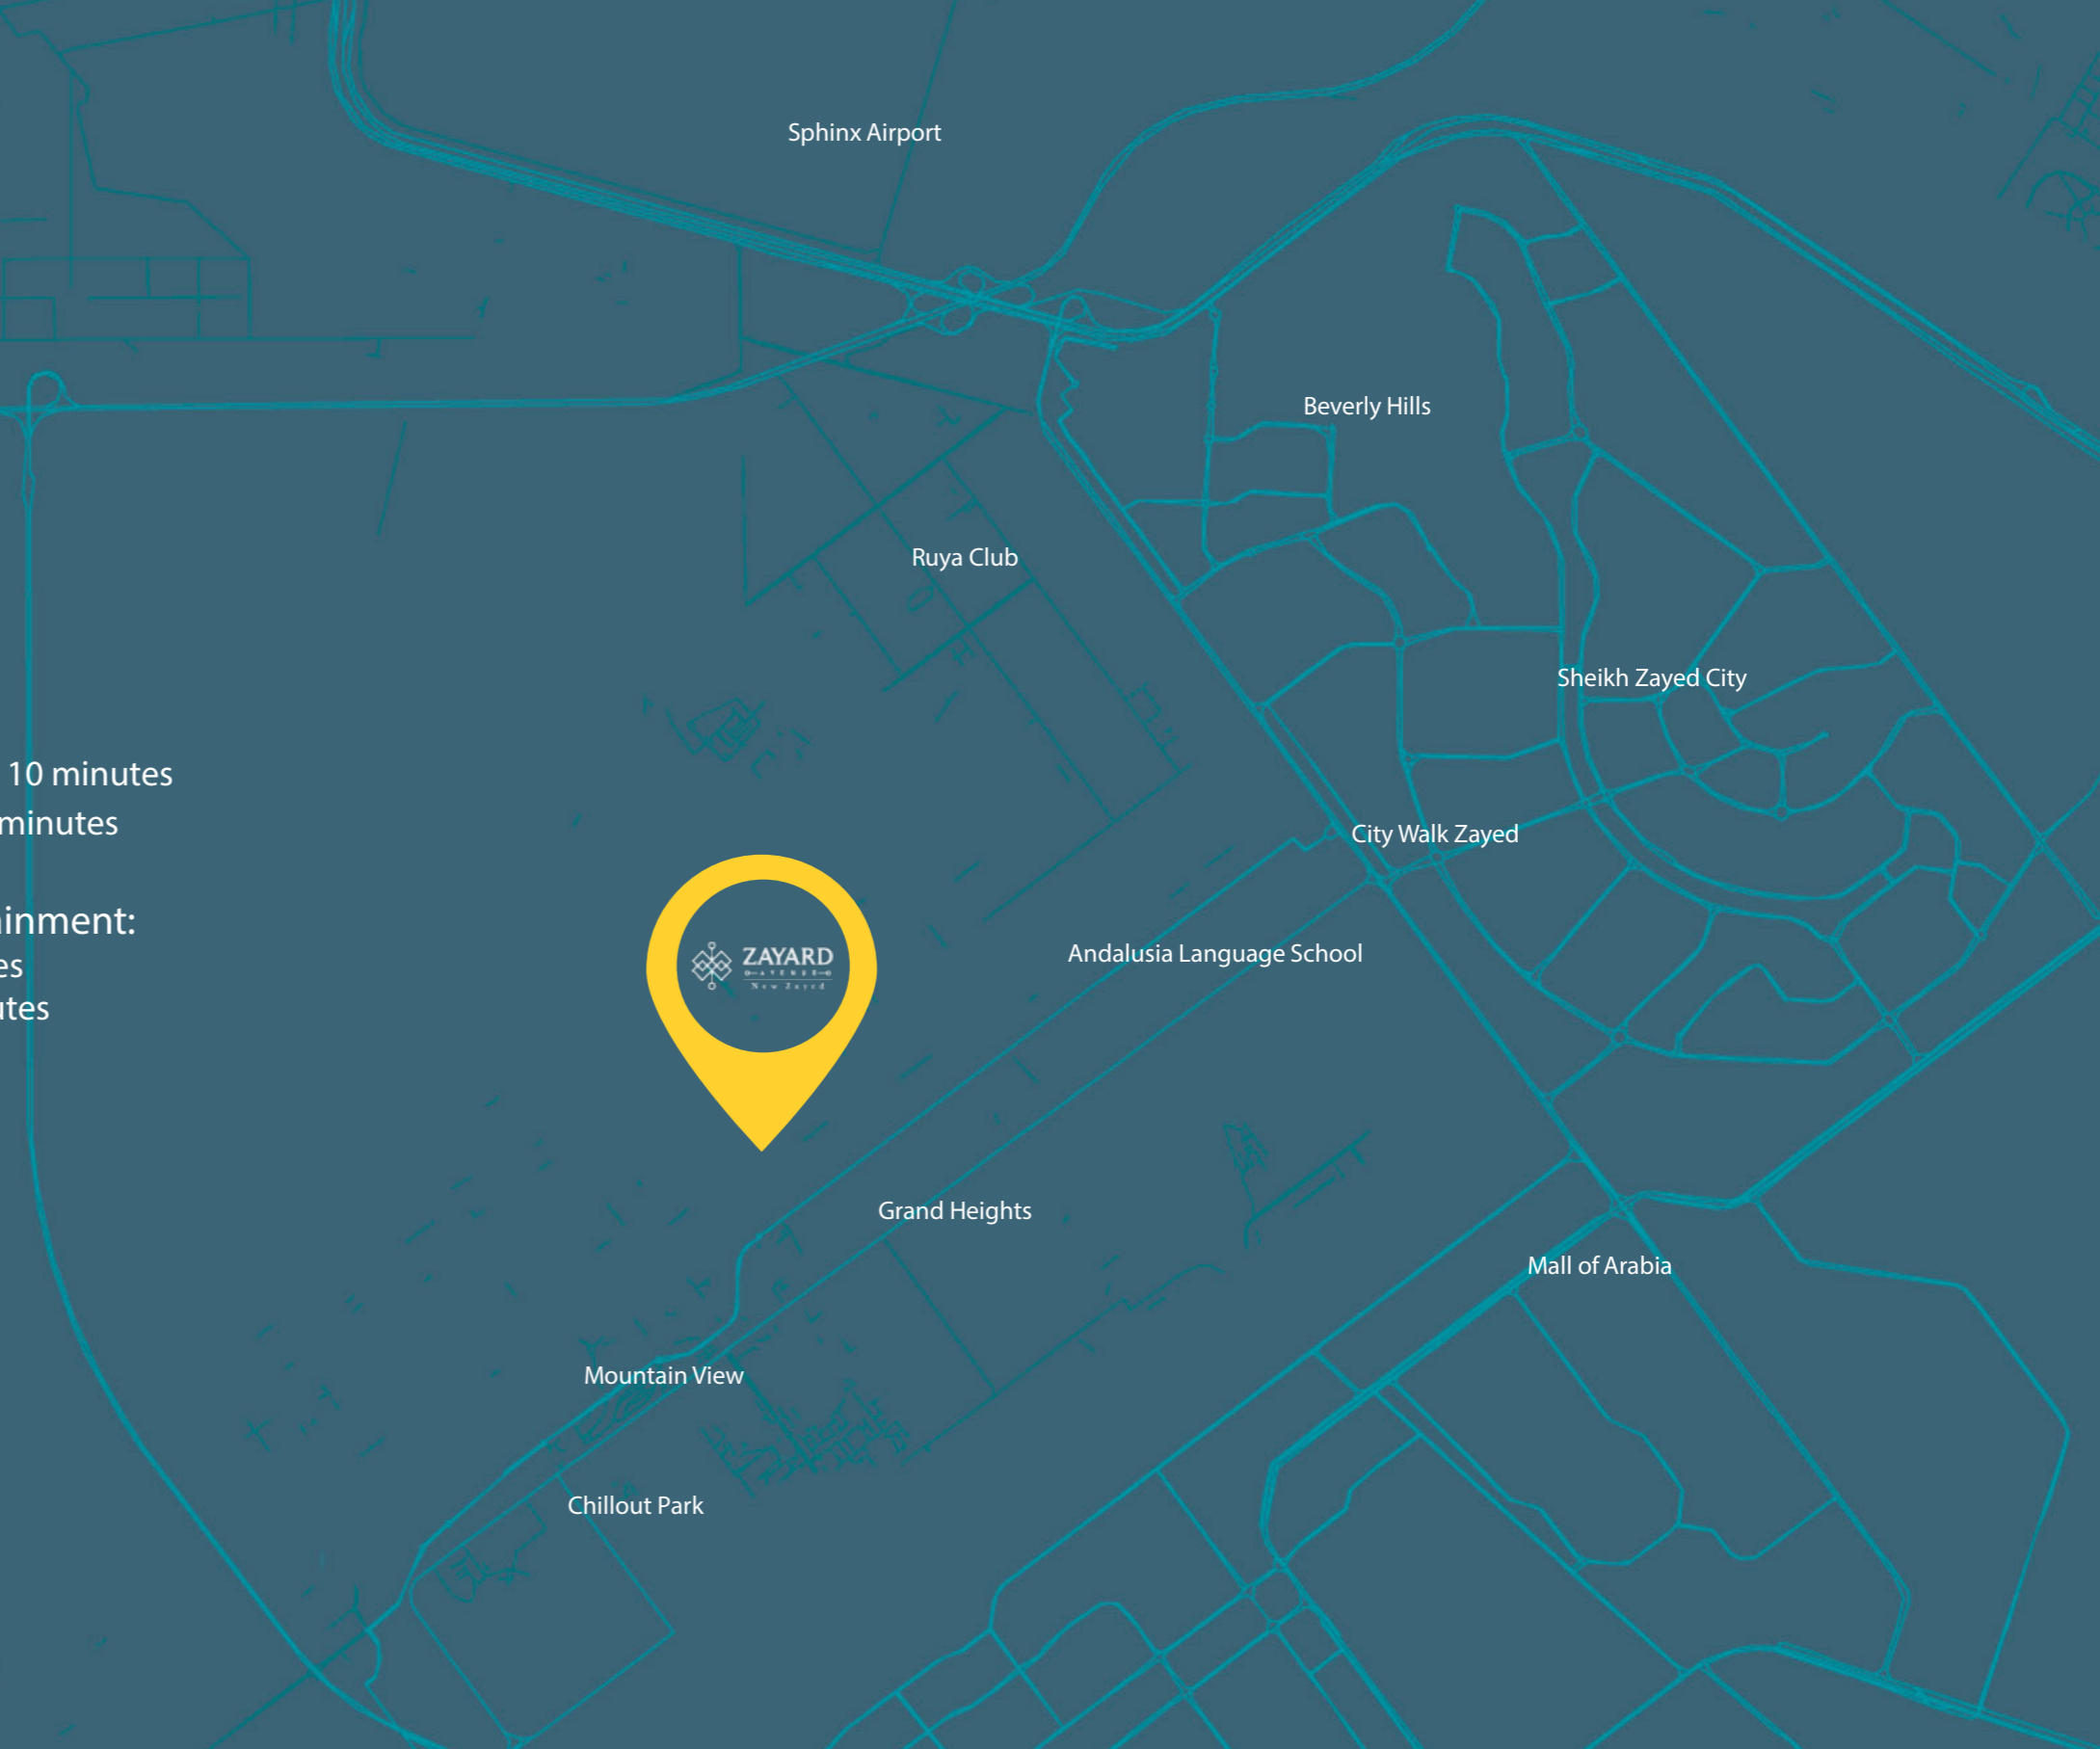 Sphinx Airport
Beverly Hills
Ruya Club
Sheikh Zayed City
10 minutes
minutes
City Walk Zayed
inment:
es
utes
ZAYARD
AVENUE
New Zayed
Andalusia Language School
Grand Heights
Mall of Arabia
Mountain View
Chillout Park